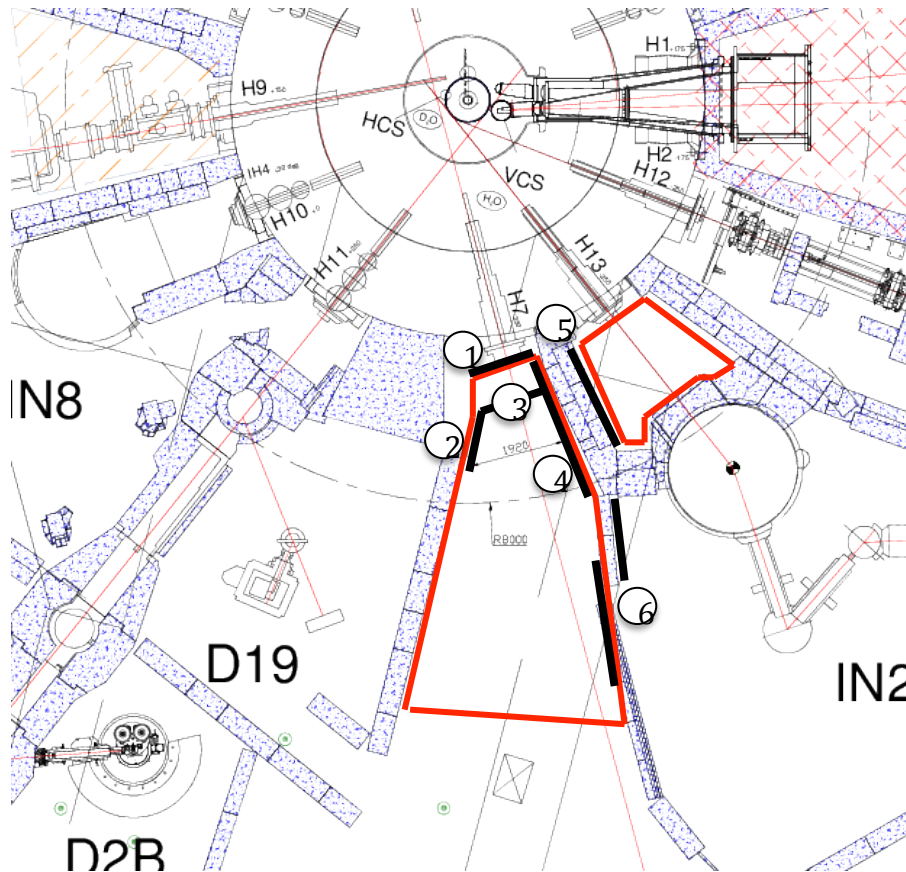 H1
H9
HCS
D₂O
H2
H12
VCS
IH4
H10
H₂O
H11
H13
H7
5
1
3
IN8
2
1920
4
R8000
6
D19
IN2
D2B